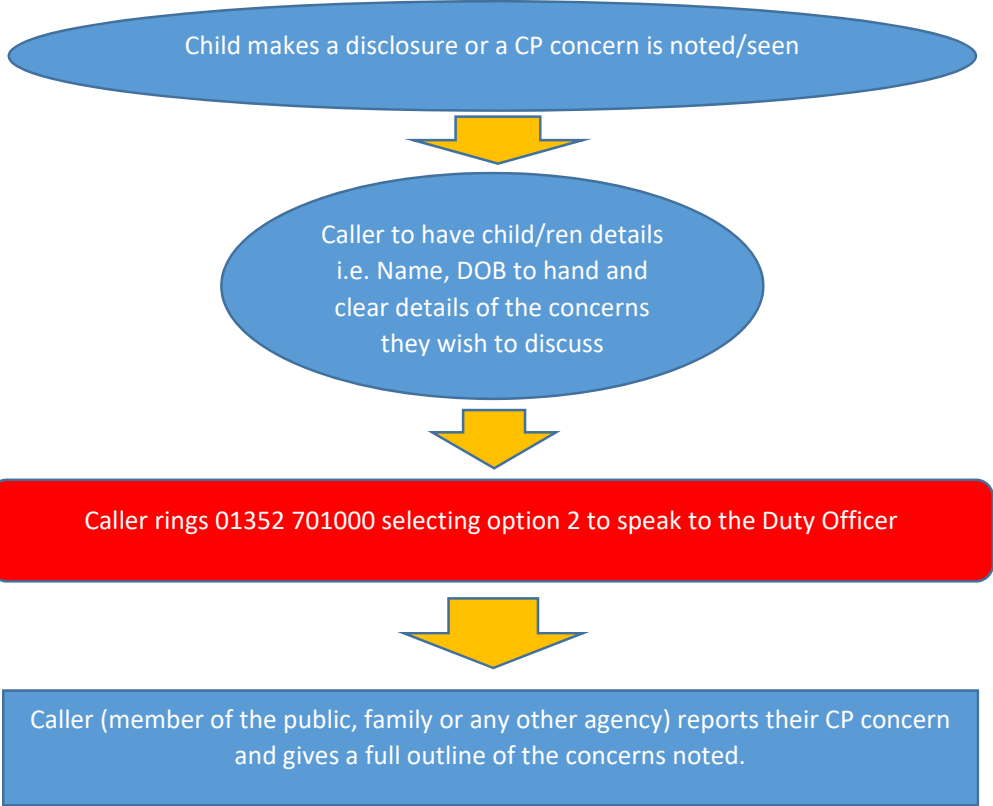 Child makes a disclosure or a CP concern is noted/seen
Caller to have child/ren details
i.e. Name, DOB to hand and
clear details of the concerns
they wish to discuss
Caller rings 01352 701000 selecting option 2 to speak to the Duty Officer
Caller (member of the public, family or any other agency) reports their CP concern
and gives a full outline of the concerns noted.